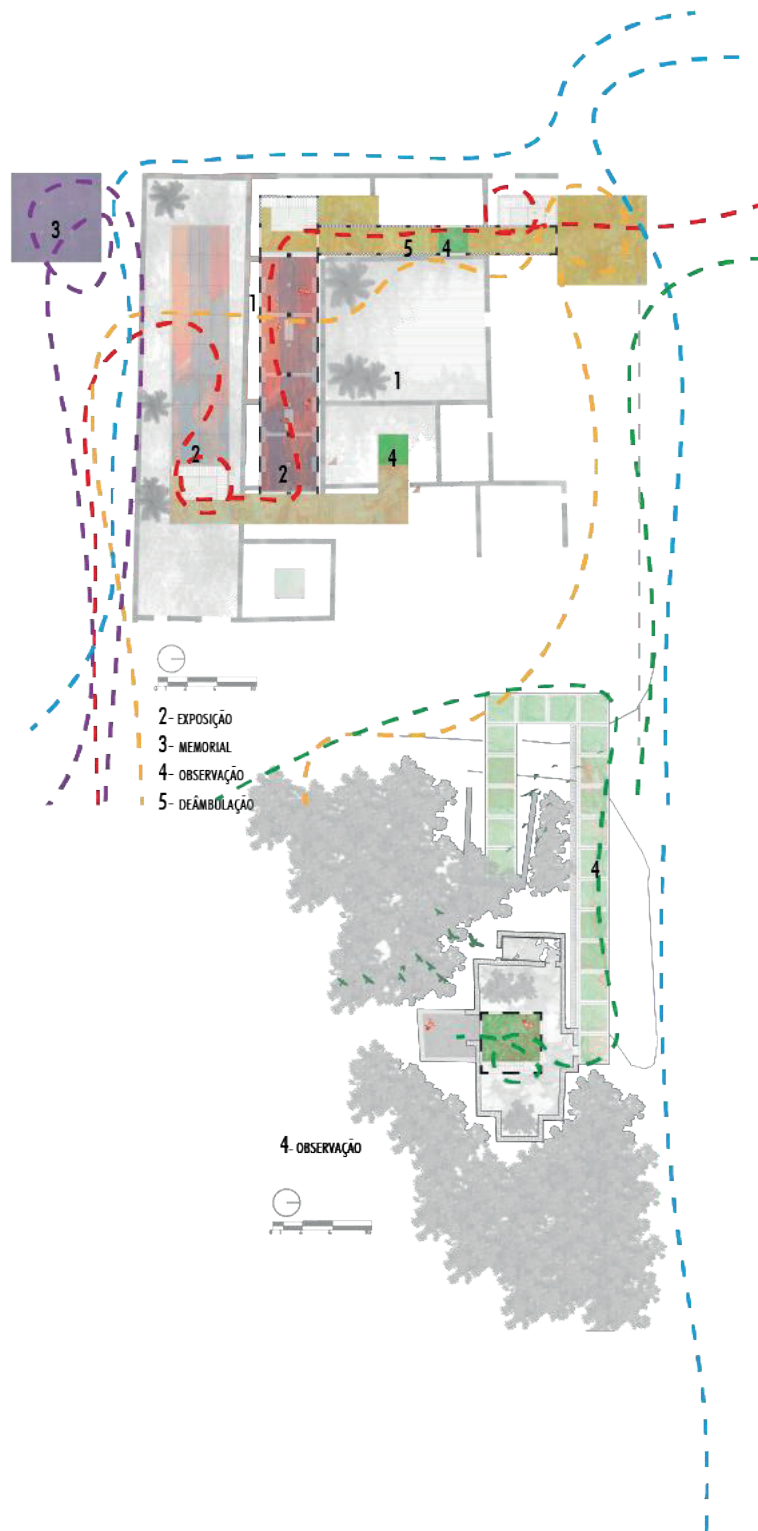 3
5
4
1
1
2
2
4
2- EXPOSIÇÃO
3- MEMORIAL
4- OBSERVAÇÃO
5- DEÂMBULAÇÃO
4
4- OBSERVAÇÃO